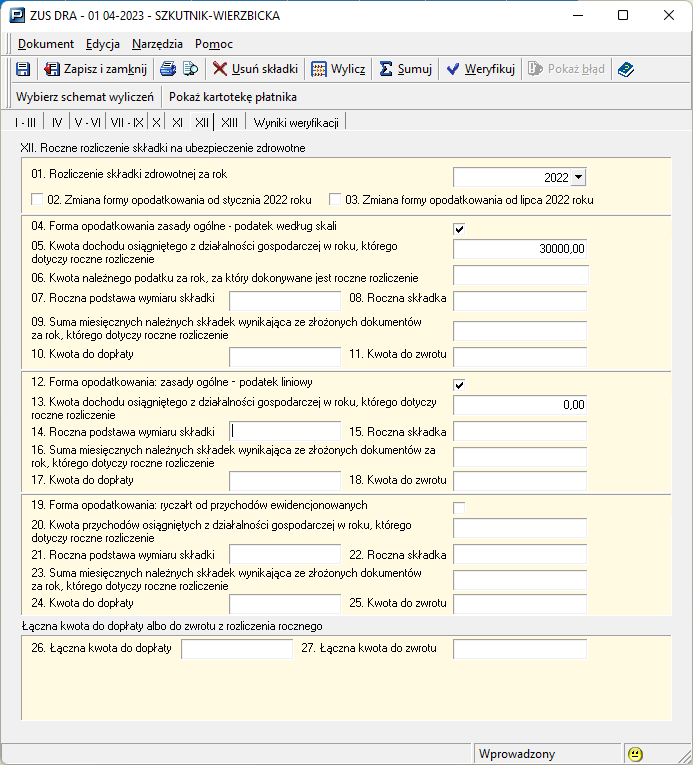 ZUS DRA - 01 04-2023 - SZKUTNIK-WIERZBICKA
Dokument Edycja Narzędzia Pomoc
Zapisz i zamknij Usuń składki Wylicz Sumuj Weryfikuj Pokaż błąd
Wybierz schemat wyliczeń Pokaż kartotekę płatnika
I - III IV V - VI VII - IX X XI XII XIII Wyniki weryfikacji
XII. Roczne rozliczenie składki na ubezpieczenie zdrowotne
01. Rozliczenie składki zdrowotnej za rok 2022
02. Zmiana formy opodatkowania od stycznia 2022 roku 03. Zmiana formy opodatkowania od lipca 2022 roku
04. Forma opodatkowania zasady ogólne - podatek według skali
05. Kwota dochodu osiągniętego z działalności gospodarczej w roku, którego 30000,00
dotyczy roczne rozliczenie
06. Kwota należnego podatku za rok, za który dokonywane jest roczne rozliczenie
07. Roczna podstawa wymiaru składki 08. Roczna składka
09. Suma miesięcznych należnych składek wynikająca ze złożonych dokumentów
za rok, którego dotyczy roczne rozliczenie
10. Kwota do dopłaty 11. Kwota do zwrotu
12. Forma opodatkowania: zasady ogólne - podatek liniowy
13. Kwota dochodu osiągniętego z działalności gospodarczej w roku, którego dotyczy 0,00
roczne rozliczenie
14. Roczna podstawa wymiaru składki 15. Roczna składka
16. Suma miesięcznych należnych składek wynikająca ze złożonych dokumentów za
rok, którego dotyczy roczne rozliczenie
17. Kwota do dopłaty 18. Kwota do zwrotu
19. Forma opodatkowania: ryczałt od przychodów ewidencjonowanych
20. Kwota przychodów osiągniętych z działalności gospodarczej w roku, którego
dotyczy roczne rozliczenie
21. Roczna podstawa wymiaru składki 22. Roczna składka
23. Suma miesięcznych należnych składek wynikająca ze złożonych dokumentów
za rok, którego dotyczy roczne rozliczenie
24. Kwota do dopłaty 25. Kwota do zwrotu
Łączna kwota do dopłaty albo do zwrotu z rozliczenia rocznego
26. Łączna kwota do dopłaty 27. Łączna kwota do zwrotu
Wprowadzony